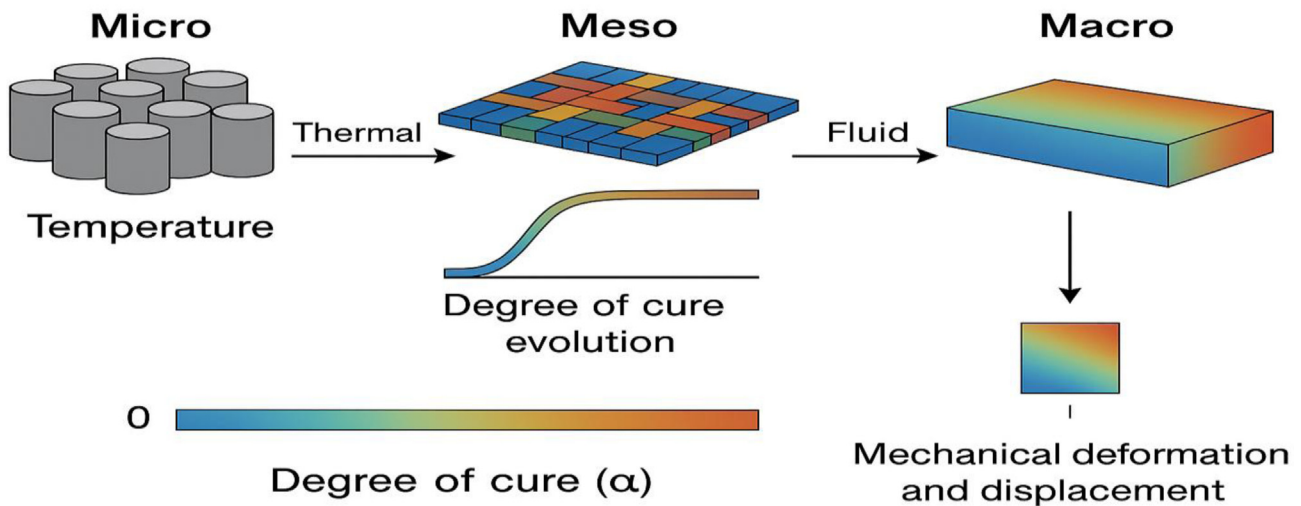 Micro
Meso
Macro
Thermal
Fluid
Temperature
Degree of cure
evolution
0
Degree of cure (α)
Mechanical deformation
and displacement